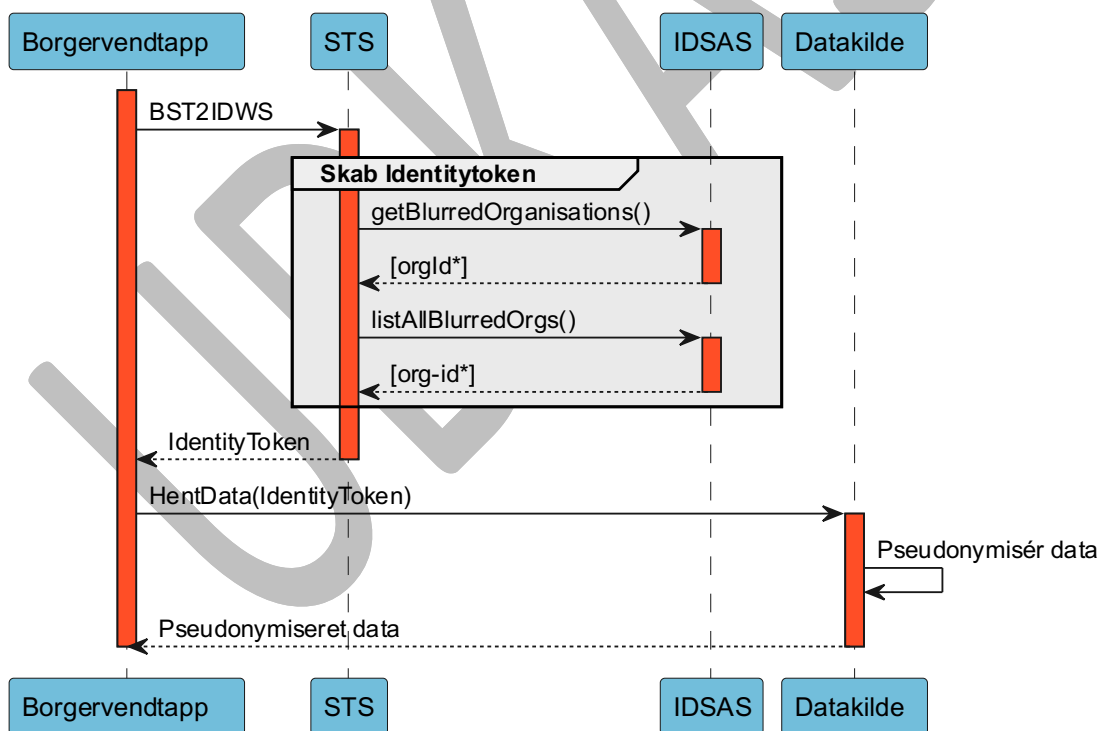 Borgervendtapp STS IDSAS Datakilde
BST2IDWS
Skab Identitytoken
getBlurredOrganisations()
[orgId*]
listAllBlurredOrgs()
[org-id*]
IdentityToken
HentData(IdentityToken)
Pseudonymisér data
Pseudonymiseret data
Borgervendtapp STS IDSAS Datakilde